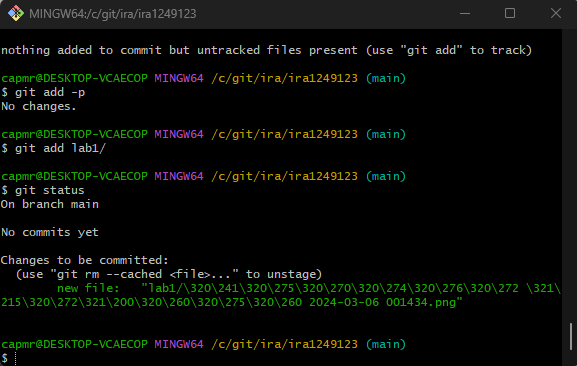 MINGW64:/c/git/ira/ira1249123
nothing added to commit but untracked files present (use "git add" to track)
capmr@DESKTOP-VCAECOP MINGW64 /c/git/ira/ira1249123 (main)
$ git add -p
No changes.
capmr@DESKTOP-VCAECOP MINGW64 /c/git/ira/ira1249123 (main)
$ git add lab1/
capmr@DESKTOP-VCAECOP MINGW64 /c/git/ira/ira1249123 (main)
$ git status
On branch main
No commits yet
Changes to be committed:
  (use "git rm --cached <file>..." to unstage)
        new file:   "lab1/\320\241\320\275\320\270\320\274\320\276\320\272 \321\
215\320\272\321\200\320\260\320\275\320\260 2024-03-06 001434.png"
capmr@DESKTOP-VCAECOP MINGW64 /c/git/ira/ira1249123 (main)
$